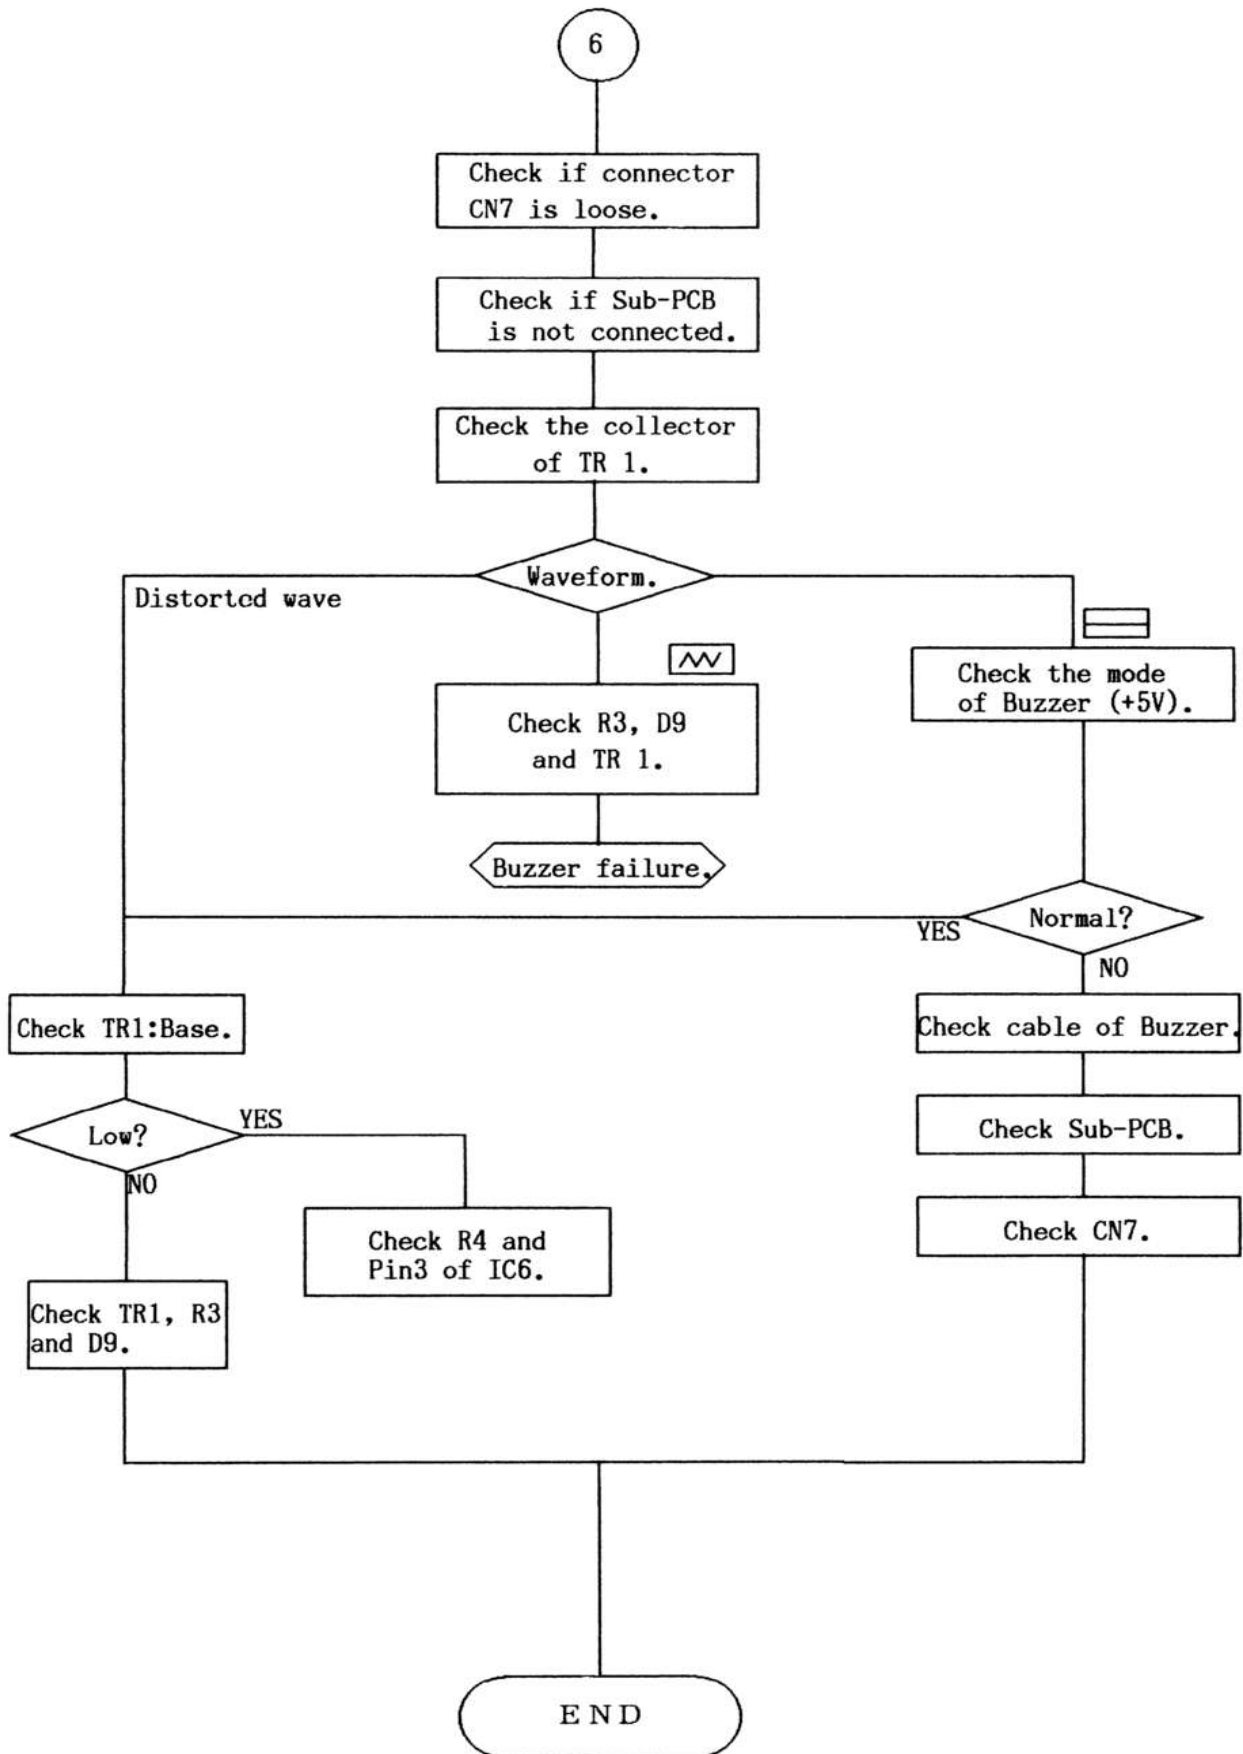 6
Check if connector
CN7 is loose.
Check if Sub-PCB
is not connected.
Check the collector
of TR 1.
Waveform.
Distorted wave
Check the mode
of Buzzer (+5V).
Check R3, D9
and TR 1.
Buzzer failure.
Normal?
YES
NO
Check TR1:Base.
Check cable of Buzzer.
Low?
YES
NO
Check Sub-PCB.
Check R4 and
Pin3 of IC6.
Check CN7.
Check TR1, R3
and D9.
END